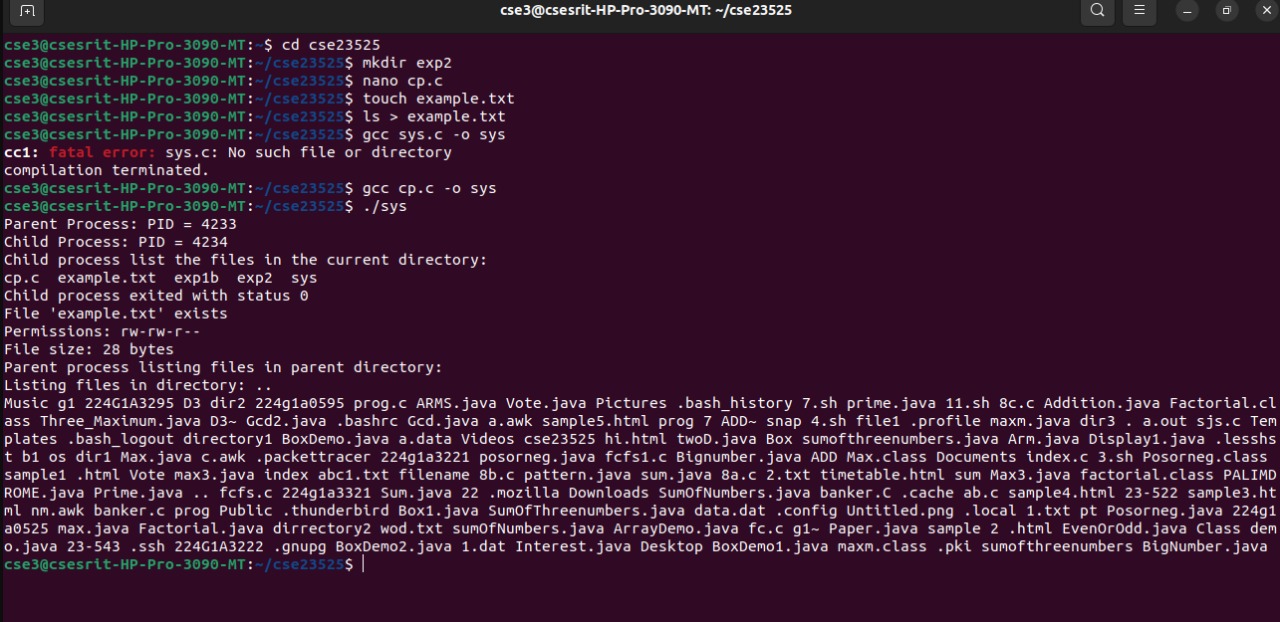 cse3@csesrit-HP-Pro-3090-MT: ~/cse23525
cse3@csesrit-HP-Pro-3090-MT:~$ cd cse23525
cse3@csesrit-HP-Pro-3090-MT:~/cse23525$ mkdir exp2
cse3@csesrit-HP-Pro-3090-MT:~/cse23525$ nano cp.c
cse3@csesrit-HP-Pro-3090-MT:~/cse23525$ touch example.txt
cse3@csesrit-HP-Pro-3090-MT:~/cse23525$ ls > example.txt
cse3@csesrit-HP-Pro-3090-MT:~/cse23525$ gcc sys.c -o sys
cc1: fatal error: sys.c: No such file or directory
compilation terminated.
cse3@csesrit-HP-Pro-3090-MT:~/cse23525$ gcc cp.c -o sys
cse3@csesrit-HP-Pro-3090-MT:~/cse23525$ ./sys
Parent Process: PID = 4233
Child Process: PID = 4234
Child process list the files in the current directory:
cp.c  example.txt  exp1b  exp2  sys
Child process exited with status 0
File 'example.txt' exists
Permissions: rw-rw-r--
File size: 28 bytes
Parent process listing files in parent directory:
Listing files in directory: ..
Music g1 224G1A3295 D3 dir2 224g1a0595 prog.c ARMS.java Vote.java Pictures .bash_history 7.sh prime.java 11.sh 8c.c Addition.java Factorial.cl
ass Three_Maximum.java D3~ Gcd2.java .bashrc Gcd.java a.awk sample5.html prog 7 ADD~ snap 4.sh file1 .profile maxm.java dir3 . a.out sjs.c Tem
plates .bash_logout directory1 BoxDemo.java a.data Videos cse23525 hi.html twoD.java Box sumofthreenumbers.java Arm.java Display1.java .lesshs
t b1 os dir1 Max.java c.awk .packettracer 224g1a3221 posorneg.java fcfs1.c Bignumber.java ADD Max.class Documents index.c 3.sh Posorneg.class
sample1 .html Vote max3.java index abc1.txt filename 8b.c pattern.java sum.java 8a.c 2.txt timetable.html sum Max3.java factorial.class PALIMD
ROME.java Prime.java .. fcfs.c 224g1a3321 Sum.java 22 .mozilla Downloads SumOfNumbers.java banker.C .cache ab.c sample4.html 23-522 sample3.ht
ml nm.awk banker.c prog Public .thunderbird Box1.java SumOfThreenumbers.java data.dat .config Untitled.png .local 1.txt pt Posorneg.java 224g1
a0525 max.java Factorial.java dirrectory2 wod.txt sumOfNumbers.java ArrayDemo.java fc.c g1~ Paper.java sample 2 .html EvenOrOdd.java Class dem
o.java 23-543 .ssh 224G1A3222 .gnupg BoxDemo2.java 1.dat Interest.java Desktop BoxDemo1.java maxm.class .pki sumofthreenumbers BigNumber.java
cse3@csesrit-HP-Pro-3090-MT:~/cse23525$